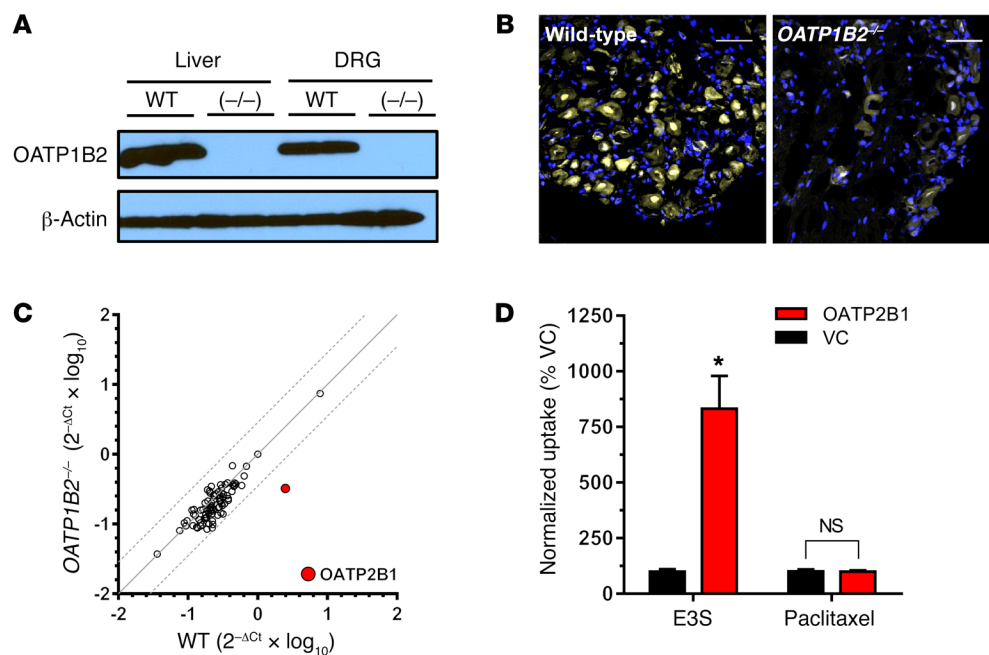 A
Liver DRG
WT (–/–) WT (–/–)
OATP1B2
β-Actin
B
Wild-type
OATP1B2–/–
C
2
1
0
-1
-2
-2 -1 0 1 2
OATP1B2–/– (2–ΔCt × log10)
WT (2–ΔCt × log10)
OATP2B1
D
OATP2B1
VC
Normalized uptake (% VC)
1250
1000
750
500
250
0
*
NS
E3S Paclitaxel